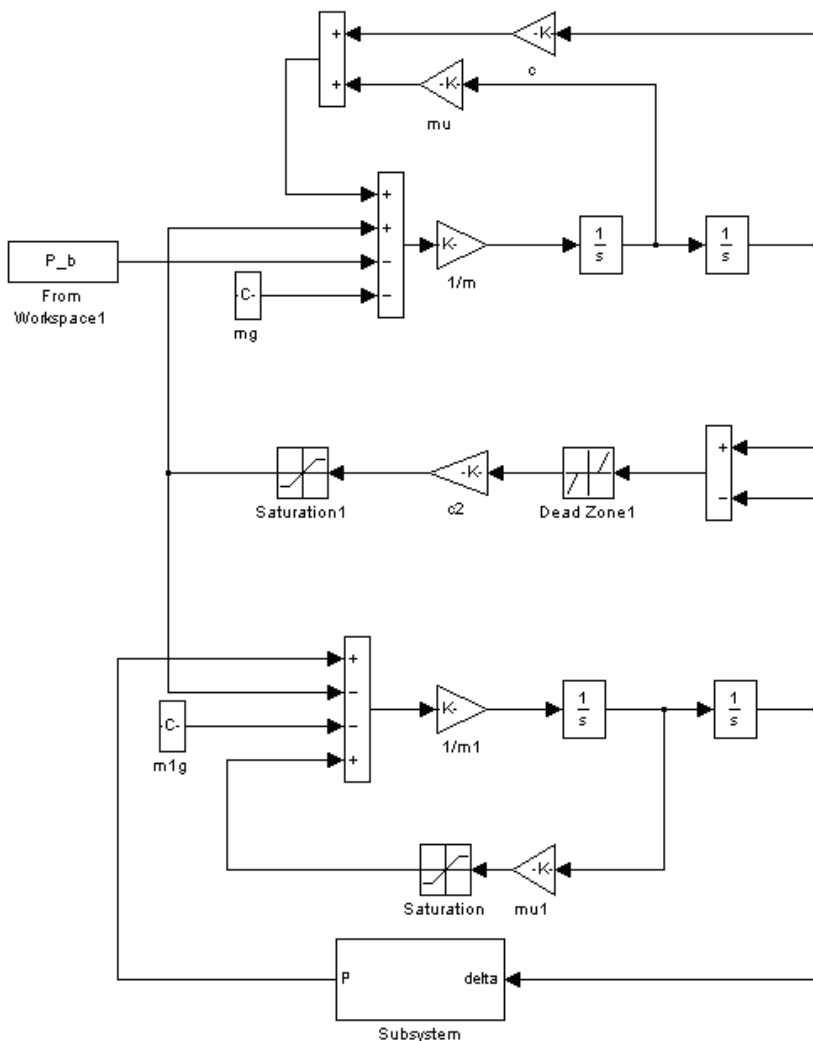 +
-K-
c
+
-K-
mu
+
+
−
−
K-
1/m
1
s
1
s
P_b
From
Workspace1
-C-
mg
Saturation1
-K-
c2
Dead Zone1
+
−
+
−
−
+
K-
1/m1
1
s
1
s
-C-
m1g
Saturation
-K-
mu1
P
delta
Subsystem